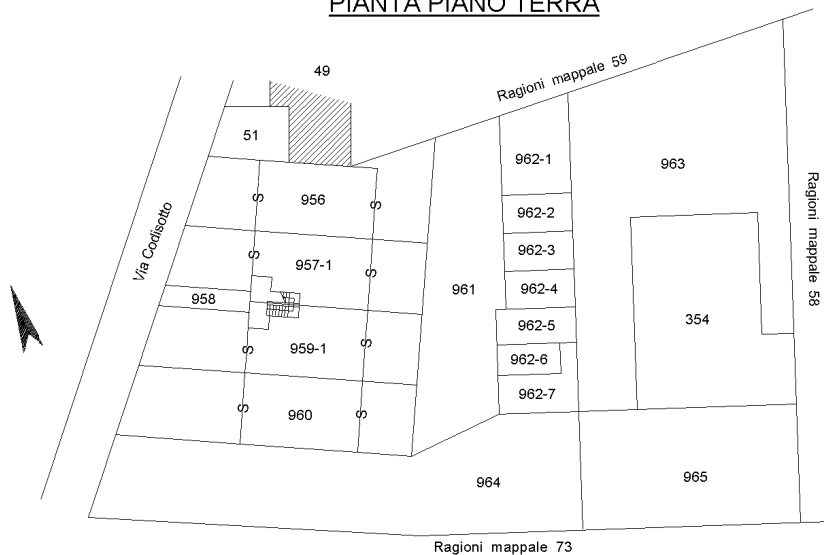 PIANTA PIANO TERRA
49
Ragioni mappale 59
51
962-1
963
956
S
S
962-2
Ragioni mappale 58
Via Codisotto
962-3
S
957-1
S
961
962-4
958
354
962-5
S
959-1
S
962-6
962-7
S
960
S
964
965
Ragioni mappale 73